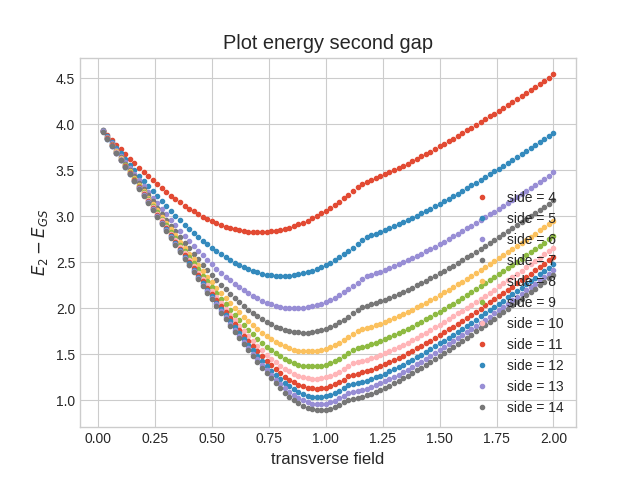 Plot energy second gap
E₂ − E_GS
4.5
4.0
3.5
3.0
2.5
2.0
1.5
1.0
side = 4
side = 5
side = 6
side = 7
side = 8
side = 9
side = 10
side = 11
side = 12
side = 13
side = 14
0.00 0.25 0.50 0.75 1.00 1.25 1.50 1.75 2.00
transverse field